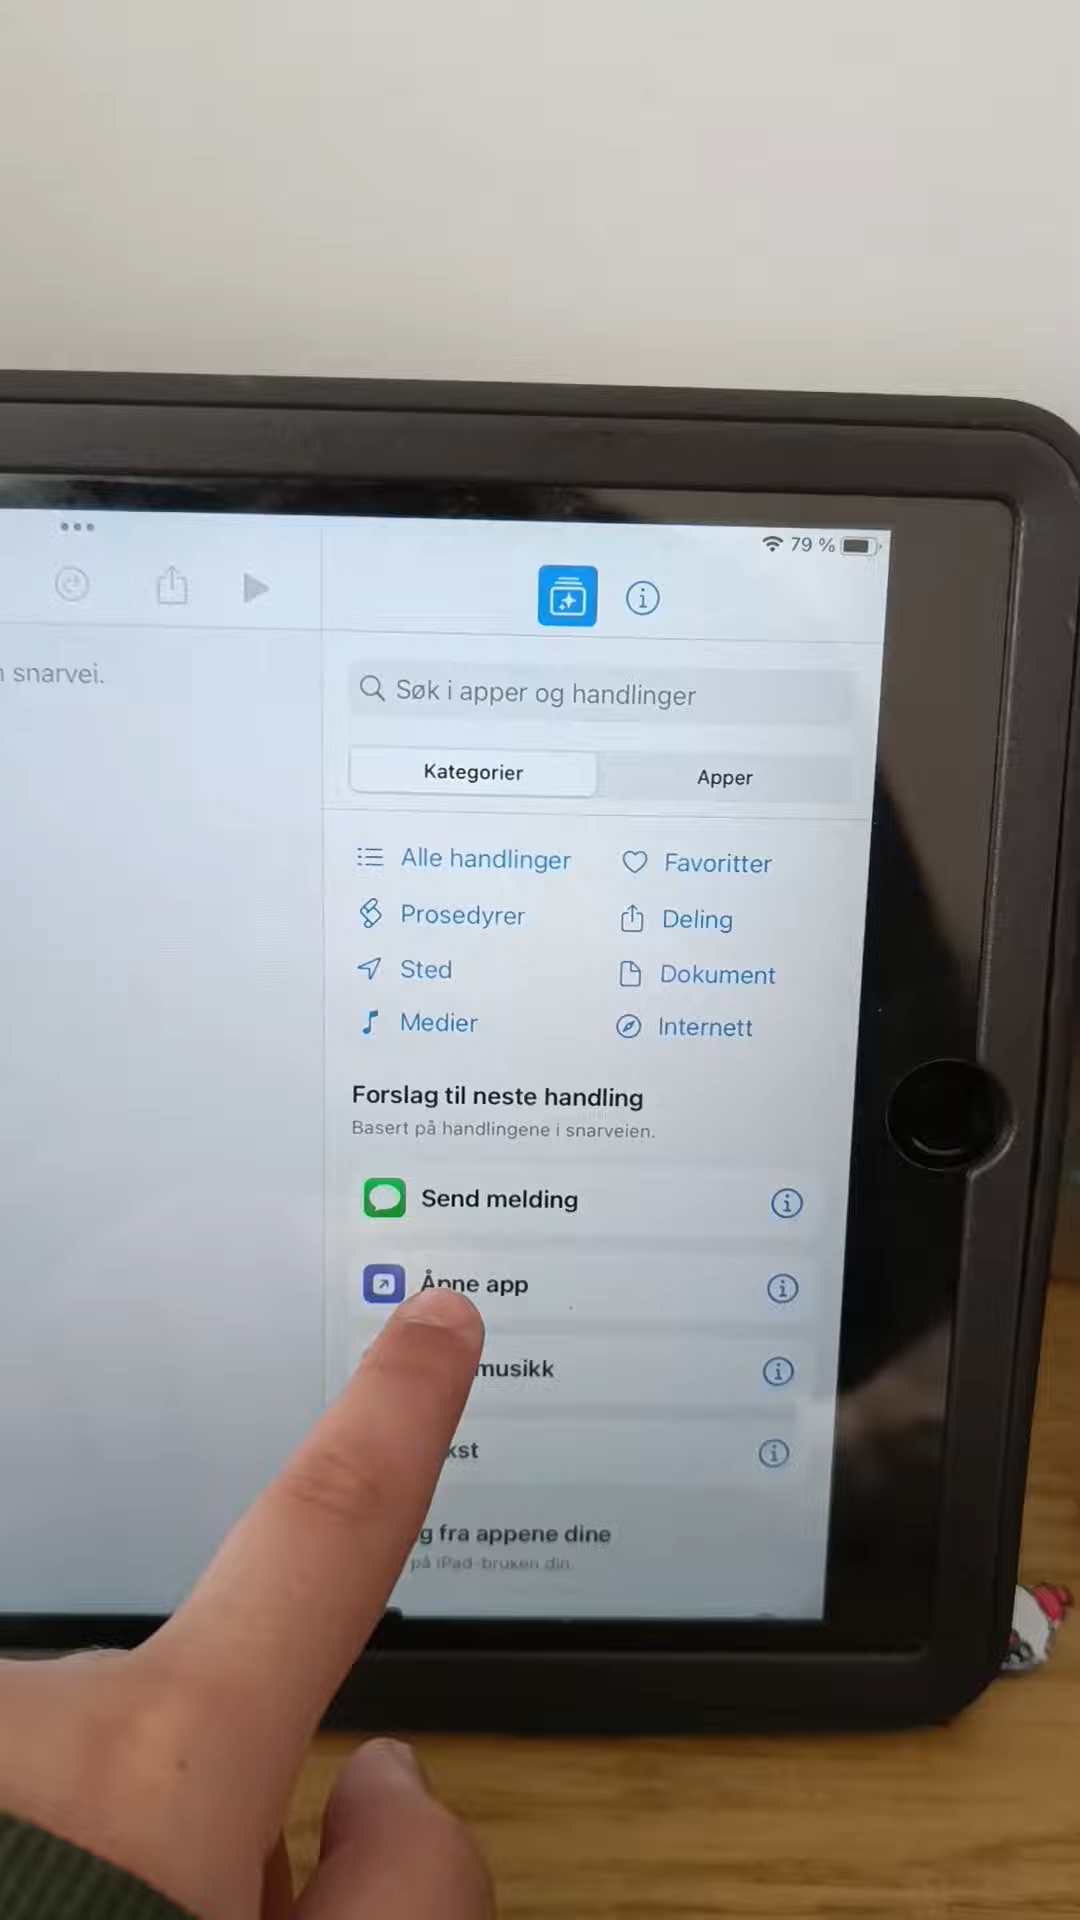 79 %
snarvei.
Søk i apper og handlinger
Kategorier
Apper
Alle handlinger
Favoritter
Prosedyrer
Deling
Sted
Dokument
Medier
Internett
Forslag til neste handling
Basert på handlingene i snarveien.
Send melding
Åpne app
musikk
fra appene dine
på iPad-bruken din.